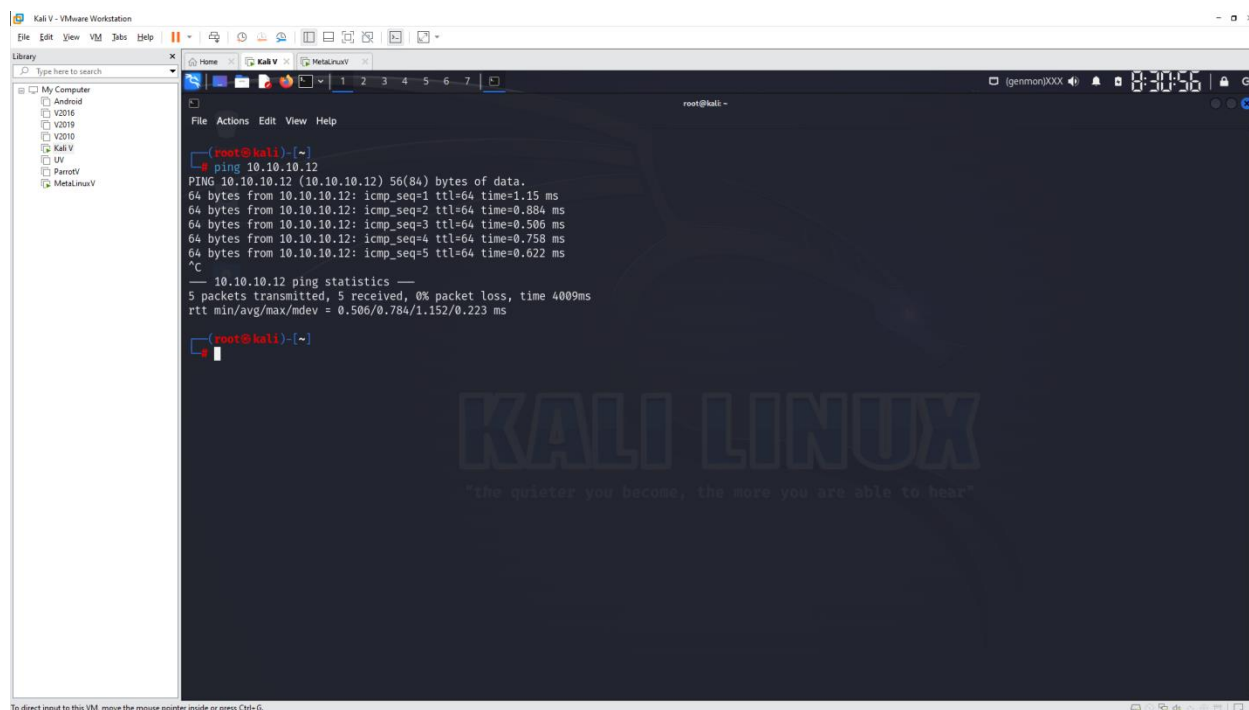 Kali V - VMware Workstation
File Edit View VM Tabs Help
Library
Type here to search
My Computer
Android
V2016
V2019
V2010
Kali V
UV
ParrotV
MetaLinuxV
Home Kali V MetaLinuxV
1 2 3 4 5 6 7
(genmon)XXX 8:30:56
root@kali: ~
File Actions Edit View Help
(root㉿kali)-[~]
# ping 10.10.10.12
PING 10.10.10.12 (10.10.10.12) 56(84) bytes of data.
64 bytes from 10.10.10.12: icmp_seq=1 ttl=64 time=1.15 ms
64 bytes from 10.10.10.12: icmp_seq=2 ttl=64 time=0.884 ms
64 bytes from 10.10.10.12: icmp_seq=3 ttl=64 time=0.506 ms
64 bytes from 10.10.10.12: icmp_seq=4 ttl=64 time=0.758 ms
64 bytes from 10.10.10.12: icmp_seq=5 ttl=64 time=0.622 ms
^C
— 10.10.10.12 ping statistics —
5 packets transmitted, 5 received, 0% packet loss, time 4009ms
rtt min/avg/max/mdev = 0.506/0.784/1.152/0.223 ms
(root㉿kali)-[~]
#
KALI LINUX
"the quieter you become, the more you are able to hear"
To direct input to this VM, move the mouse pointer inside or press Ctrl+G.